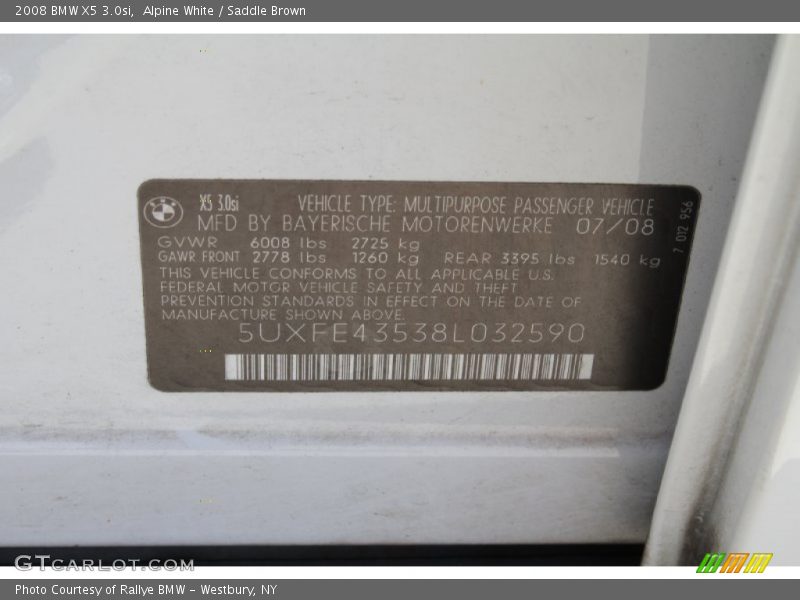 2008 BMW X5 3.0si, Alpine White / Saddle Brown
X5 3.0si VEHICLE TYPE: MULTIPURPOSE PASSENGER VEHICLE
MFD BY BAYERISCHE MOTORENWERKE 07/08
GVWR 6008 lbs 2725 kg
GAWR FRONT 2778 lbs 1260 kg REAR 3395 lbs 1540 kg
THIS VEHICLE CONFORMS TO ALL APPLICABLE U.S.
FEDERAL MOTOR VEHICLE SAFETY AND THEFT
PREVENTION STANDARDS IN EFFECT ON THE DATE OF
MANUFACTURE SHOWN ABOVE.
5UXFE43538L032590
7 012 956
GTCARLOT.COM
Photo Courtesy of Rallye BMW - Westbury, NY